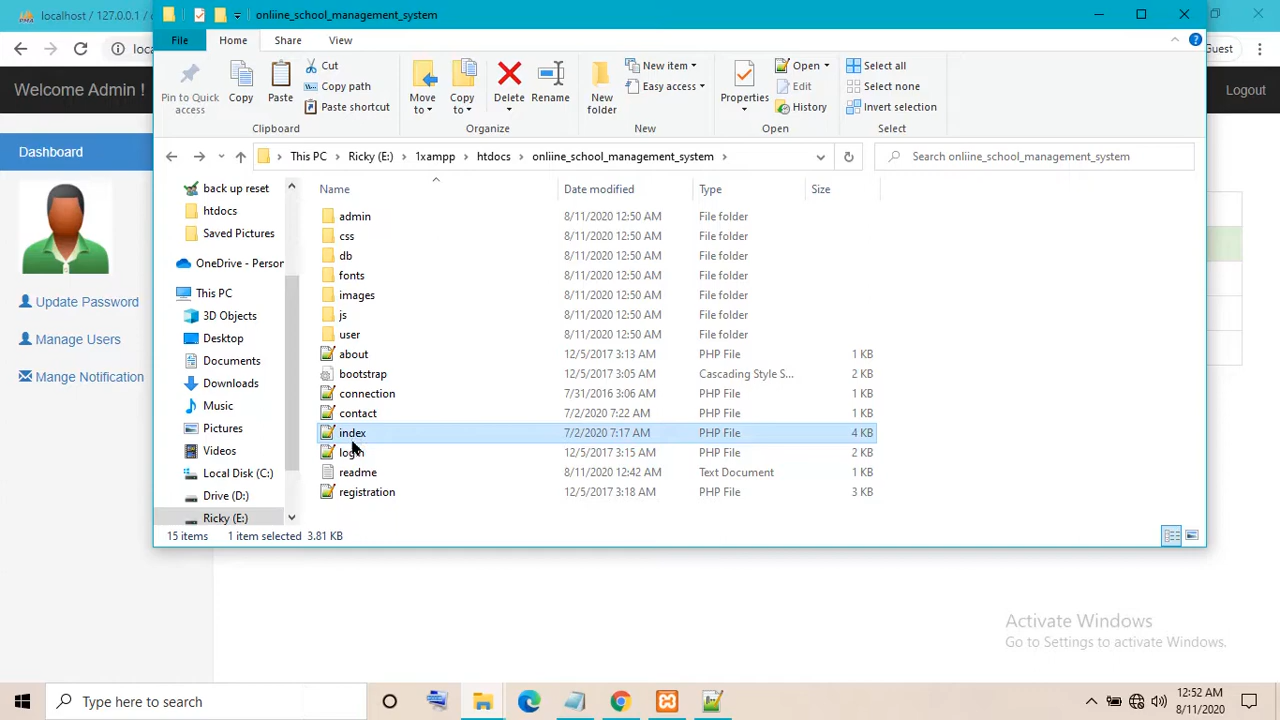 localhost / 127.0.0.1 / c
onliine_school_management_system
File Home Share View
loca
Guest
Pin to Quick access
Copy
Paste
Cut
Copy path
Paste shortcut
Clipboard
Move to
Copy to
Delete
Rename
Organize
New folder
New item
Easy access
New
Properties
Open
Edit
History
Open
Select all
Select none
Invert selection
Select
Welcome Admin !
Logout
This PC Ricky (E:) 1xampp htdocs onliine_school_management_system
Search onliine_school_management_system
Dashboard
Update Password
Manage Users
Mange Notification
back up reset
htdocs
Saved Pictures
OneDrive - Person
This PC
3D Objects
Desktop
Documents
Downloads
Music
Pictures
Videos
Local Disk (C:)
Drive (D:)
Ricky (E:)
Name Date modified Type Size
admin 8/11/2020 12:50 AM File folder
css 8/11/2020 12:50 AM File folder
db 8/11/2020 12:50 AM File folder
fonts 8/11/2020 12:50 AM File folder
images 8/11/2020 12:50 AM File folder
js 8/11/2020 12:50 AM File folder
user 8/11/2020 12:50 AM File folder
about 12/5/2017 3:13 AM PHP File 1 KB
bootstrap 12/5/2017 3:05 AM Cascading Style S... 2 KB
connection 7/31/2016 3:06 AM PHP File 1 KB
contact 7/2/2020 7:22 AM PHP File 1 KB
index 7/2/2020 7:17 AM PHP File 4 KB
login 12/5/2017 3:15 AM PHP File 2 KB
readme 8/11/2020 12:42 AM Text Document 1 KB
registration 12/5/2017 3:18 AM PHP File 3 KB
15 items 1 item selected 3.81 KB
Activate Windows
Go to Settings to activate Windows.
Type here to search
12:52 AM
8/11/2020